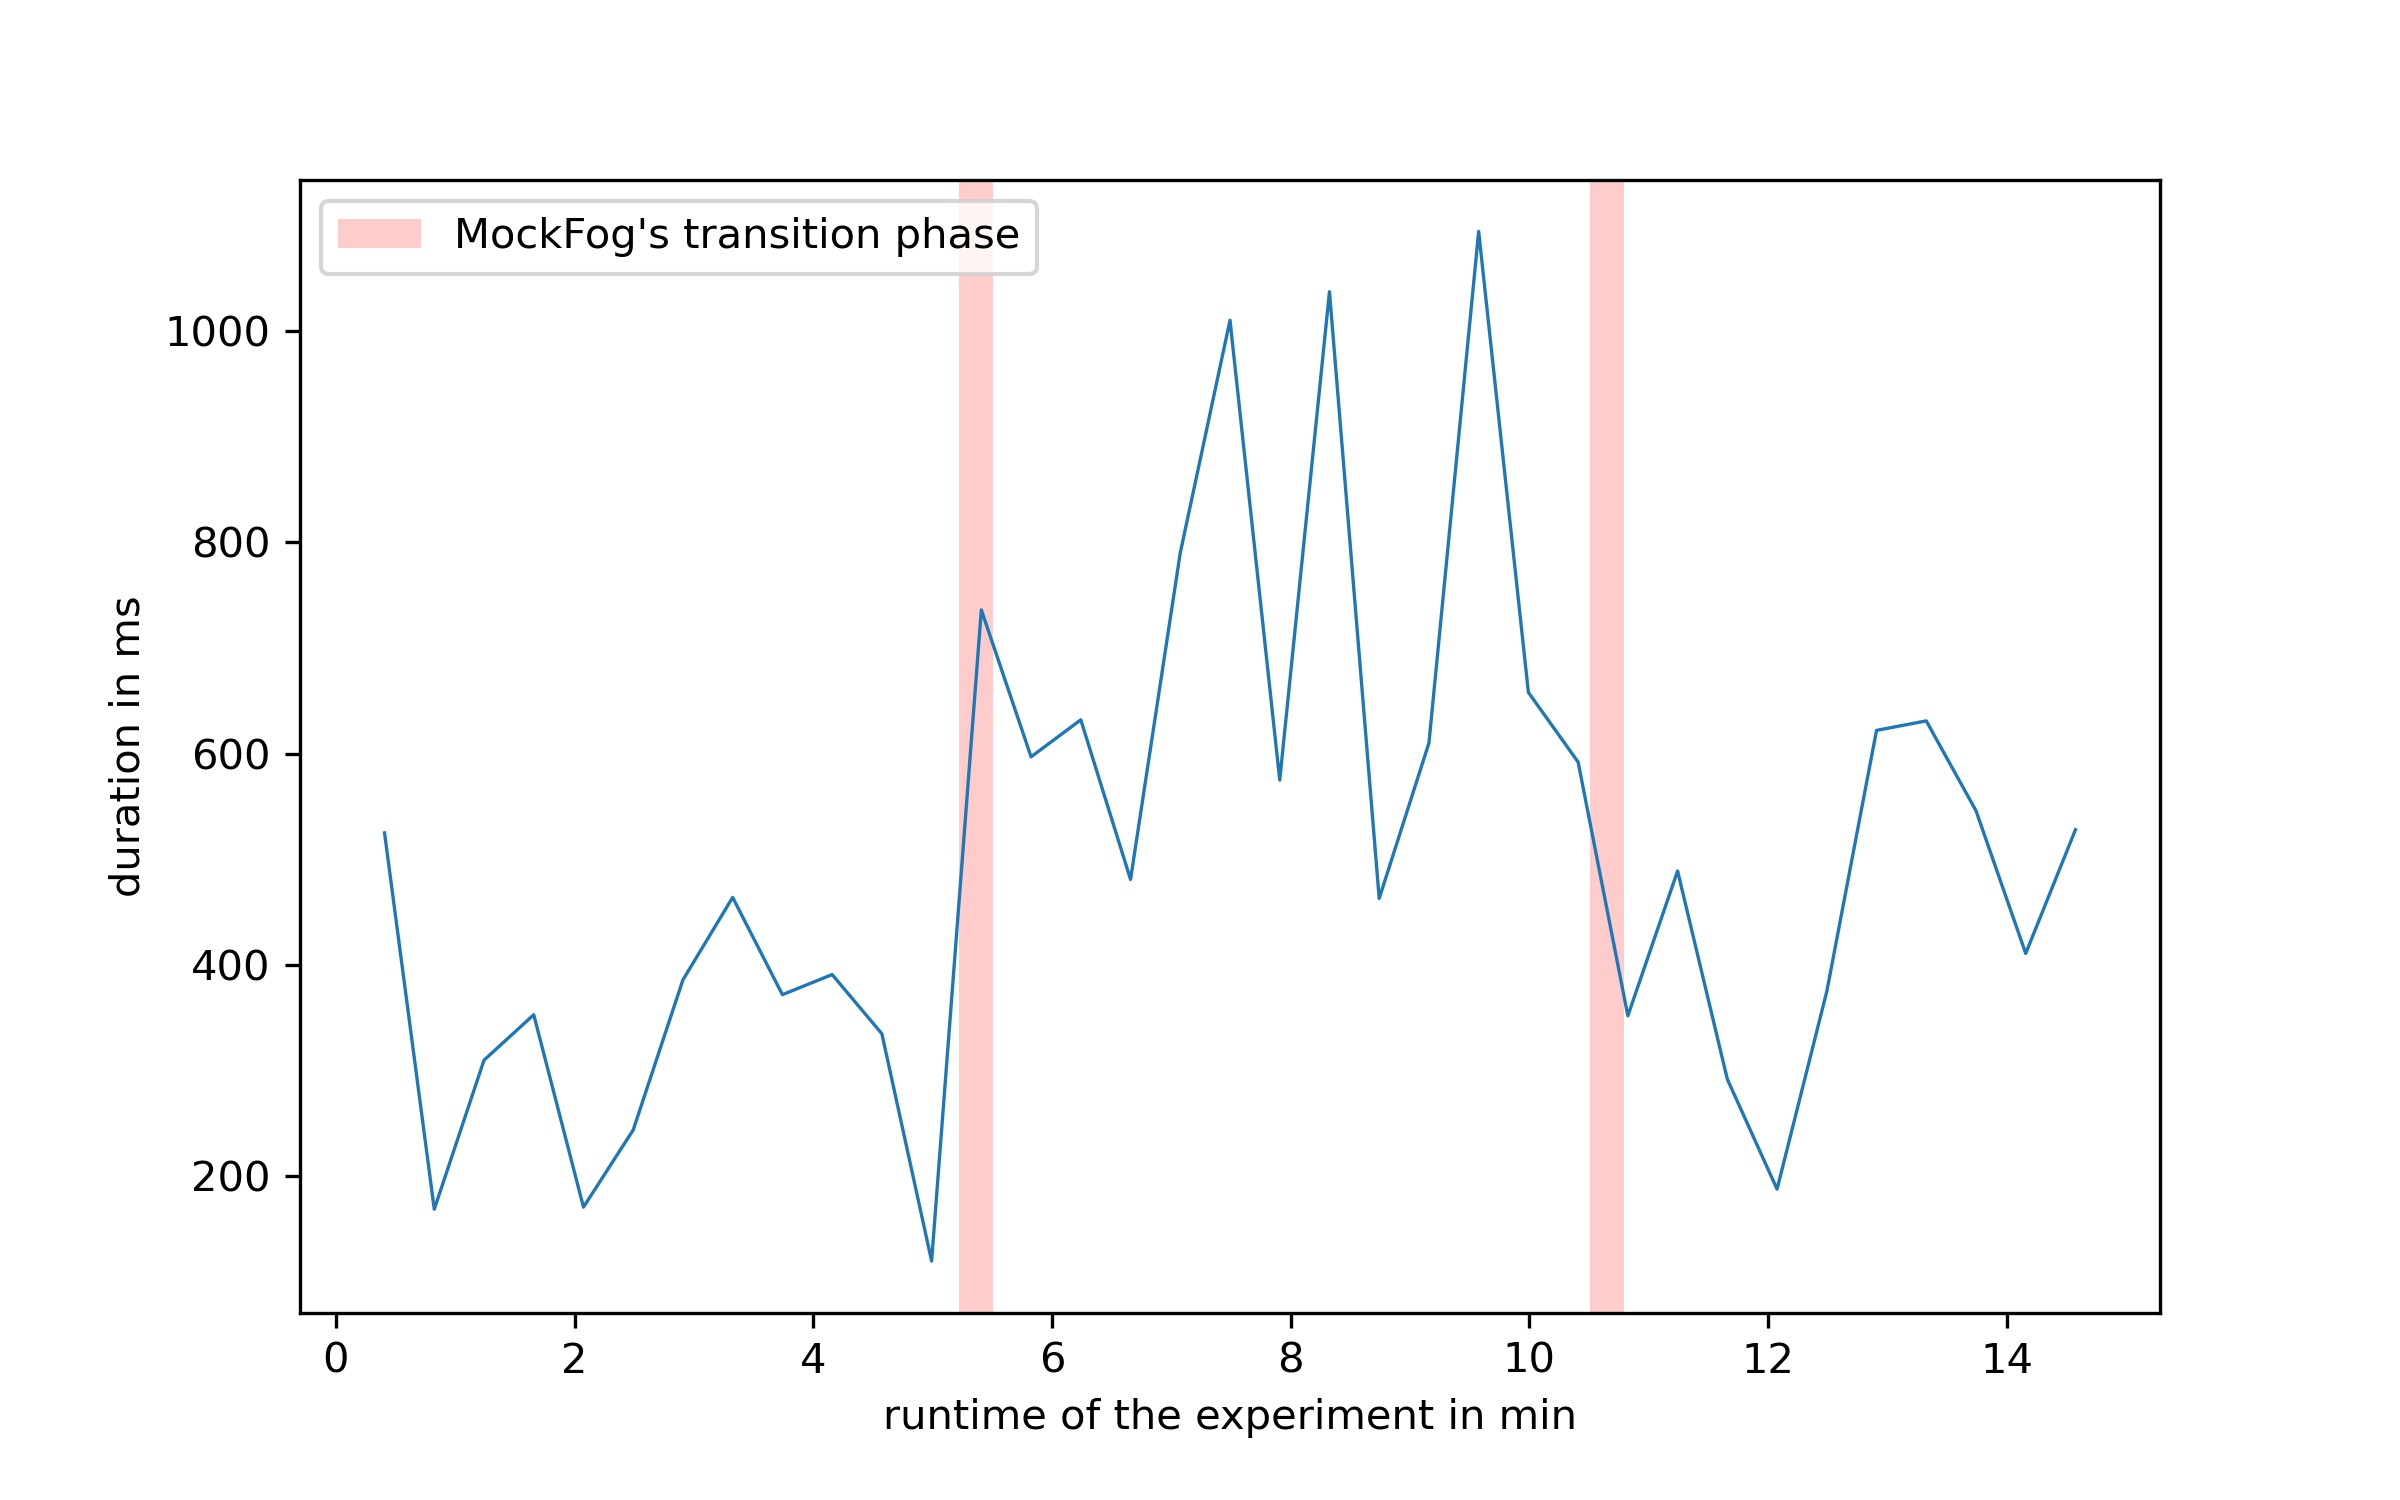 MockFog's transition phase
1000
800
600
400
200
duration in ms
0 2 4 6 8 10 12 14
runtime of the experiment in min